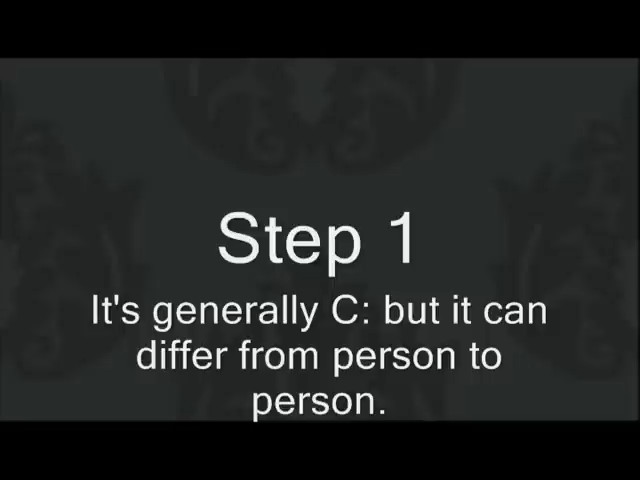 Step 1
It's generally C: but it can
differ from person to
person.